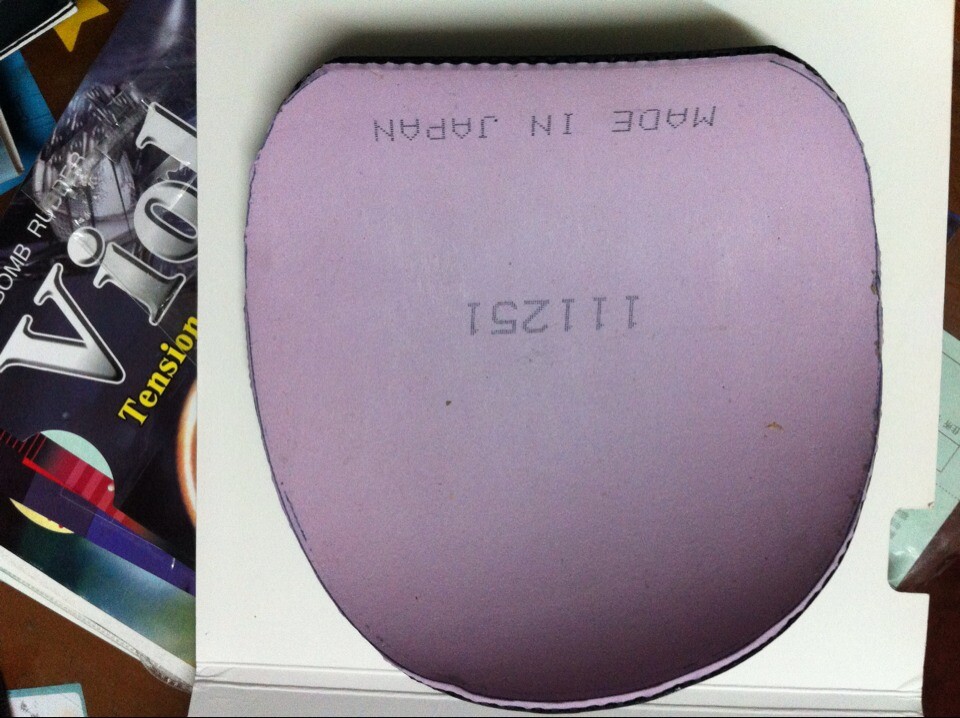 MADE IN JAPAN
111251
BOMB RUBBER
Viol
Tension